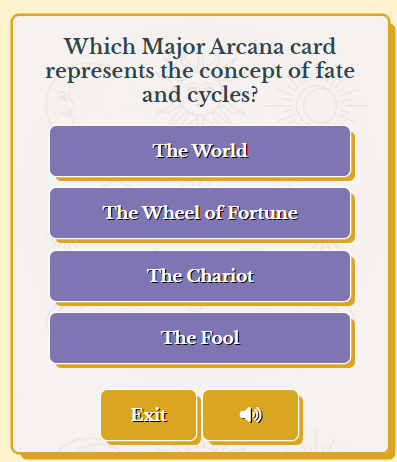 Which Major Arcana card
represents the concept of fate
and cycles?
The World
The Wheel of Fortune
The Chariot
The Fool
Exit